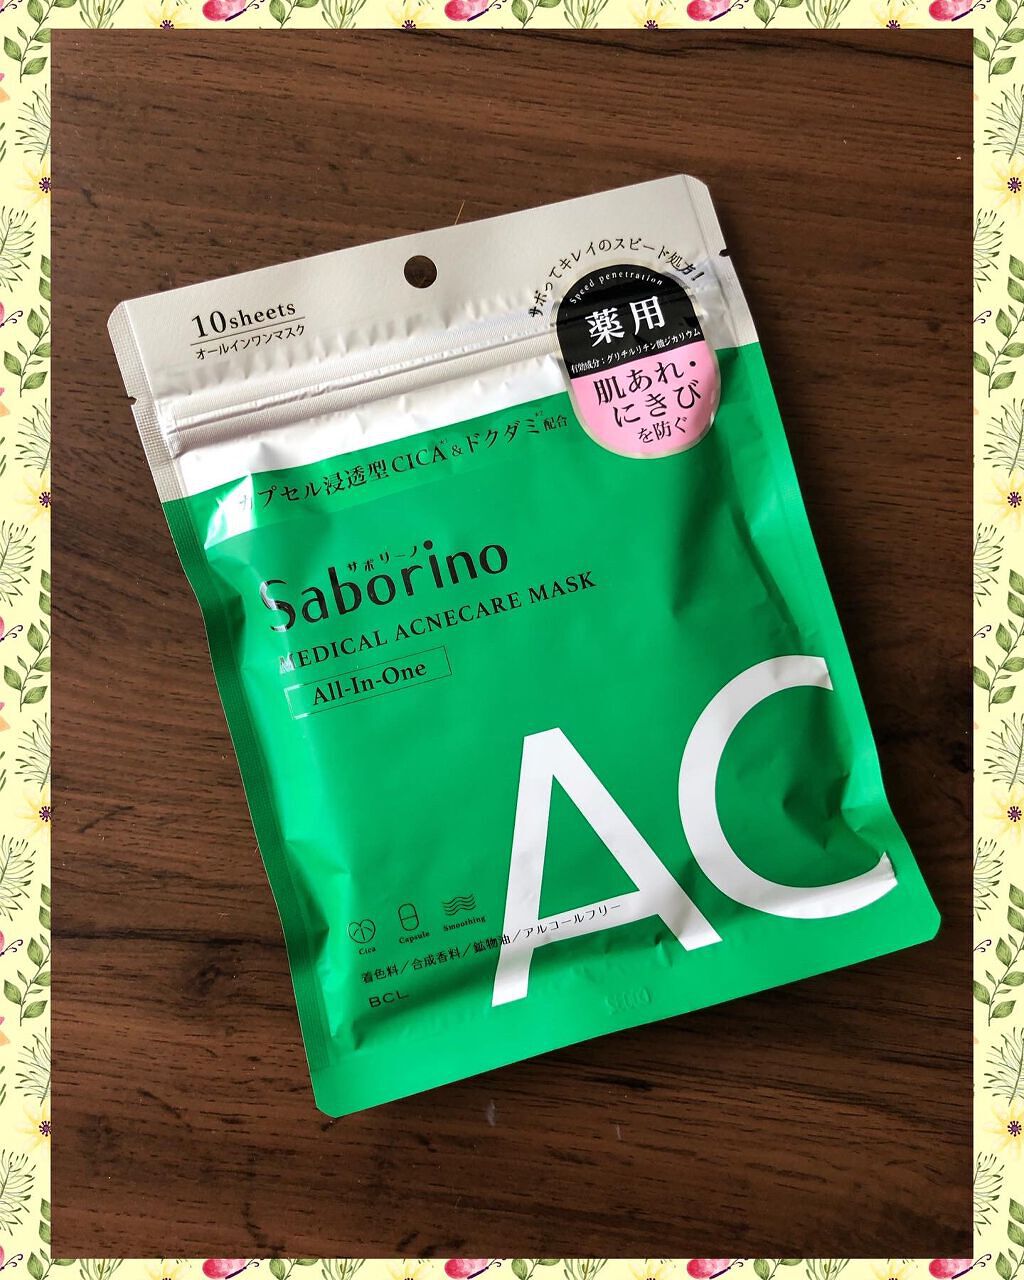 10sheets
オールインワンマスク
サボってキレイのスピード処方!
Speed penetration
薬用
有効成分:グリチルリチン酸ジカリウム
肌あれ・
にきび
を防ぐ
カプセル浸透型CICA*1&ドクダミ*2配合
サボリーノ
Saborino
MEDICAL ACNECARE MASK
All-In-One
AC
Cica
Capsule
Smoothing
着色料/合成香料/鉱物油/アルコールフリー
BCL